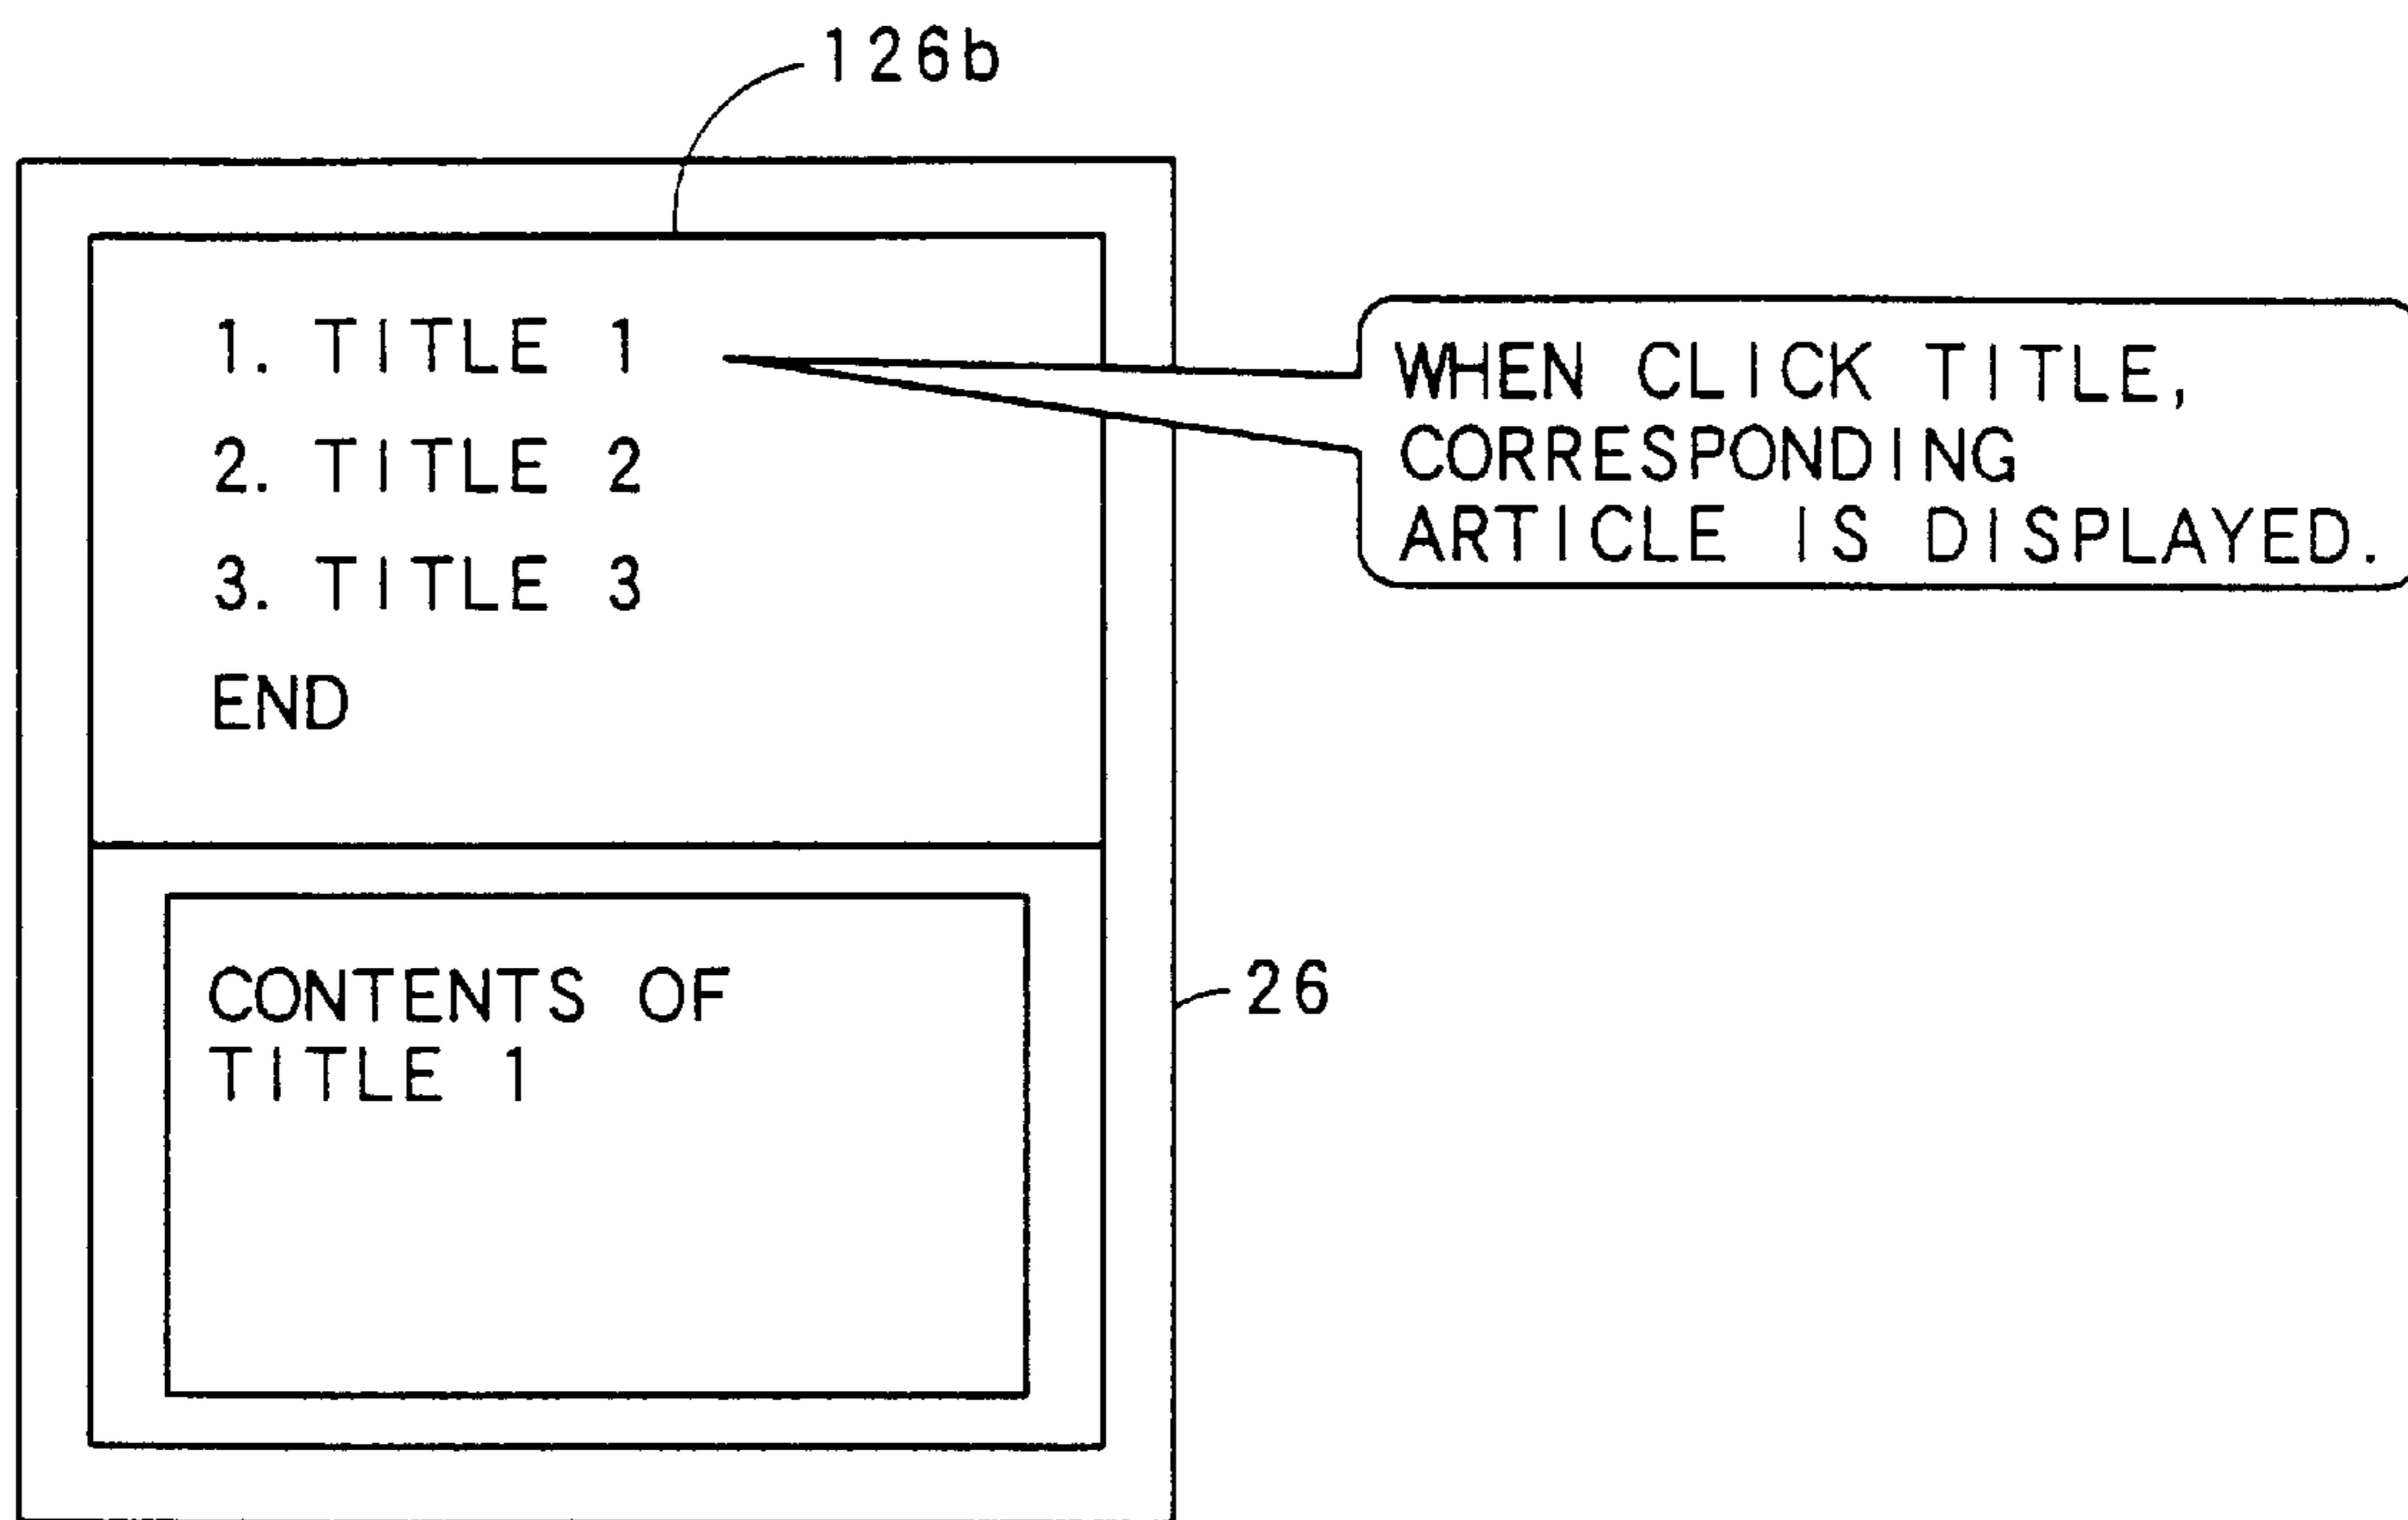 126b
1. TITLE 1
2. TITLE 2
3. TITLE 3
END
WHEN CLICK TITLE,
CORRESPONDING
ARTICLE IS DISPLAYED.
CONTENTS OF
TITLE 1
26